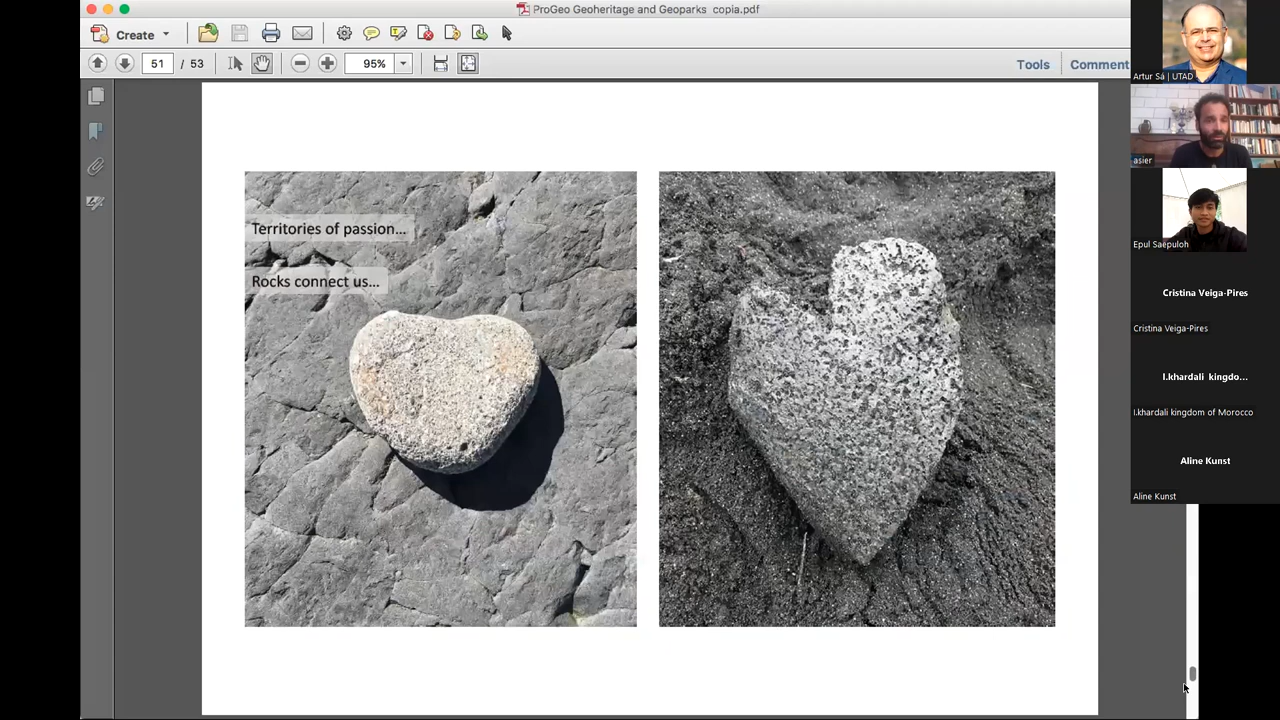 ProGeo Geoheritage and Geoparks copia.pdf
Create
51 / 53
95%
Tools
Comment
Territories of passion...
Rocks connect us...
Artur Sá | UTAD
asier
Epul Saepuloh
Cristina Veiga-Pires
Cristina Veiga-Pires
I.khardali kingdo...
I.khardali kingdom of Morocco
Aline Kunst
Aline Kunst